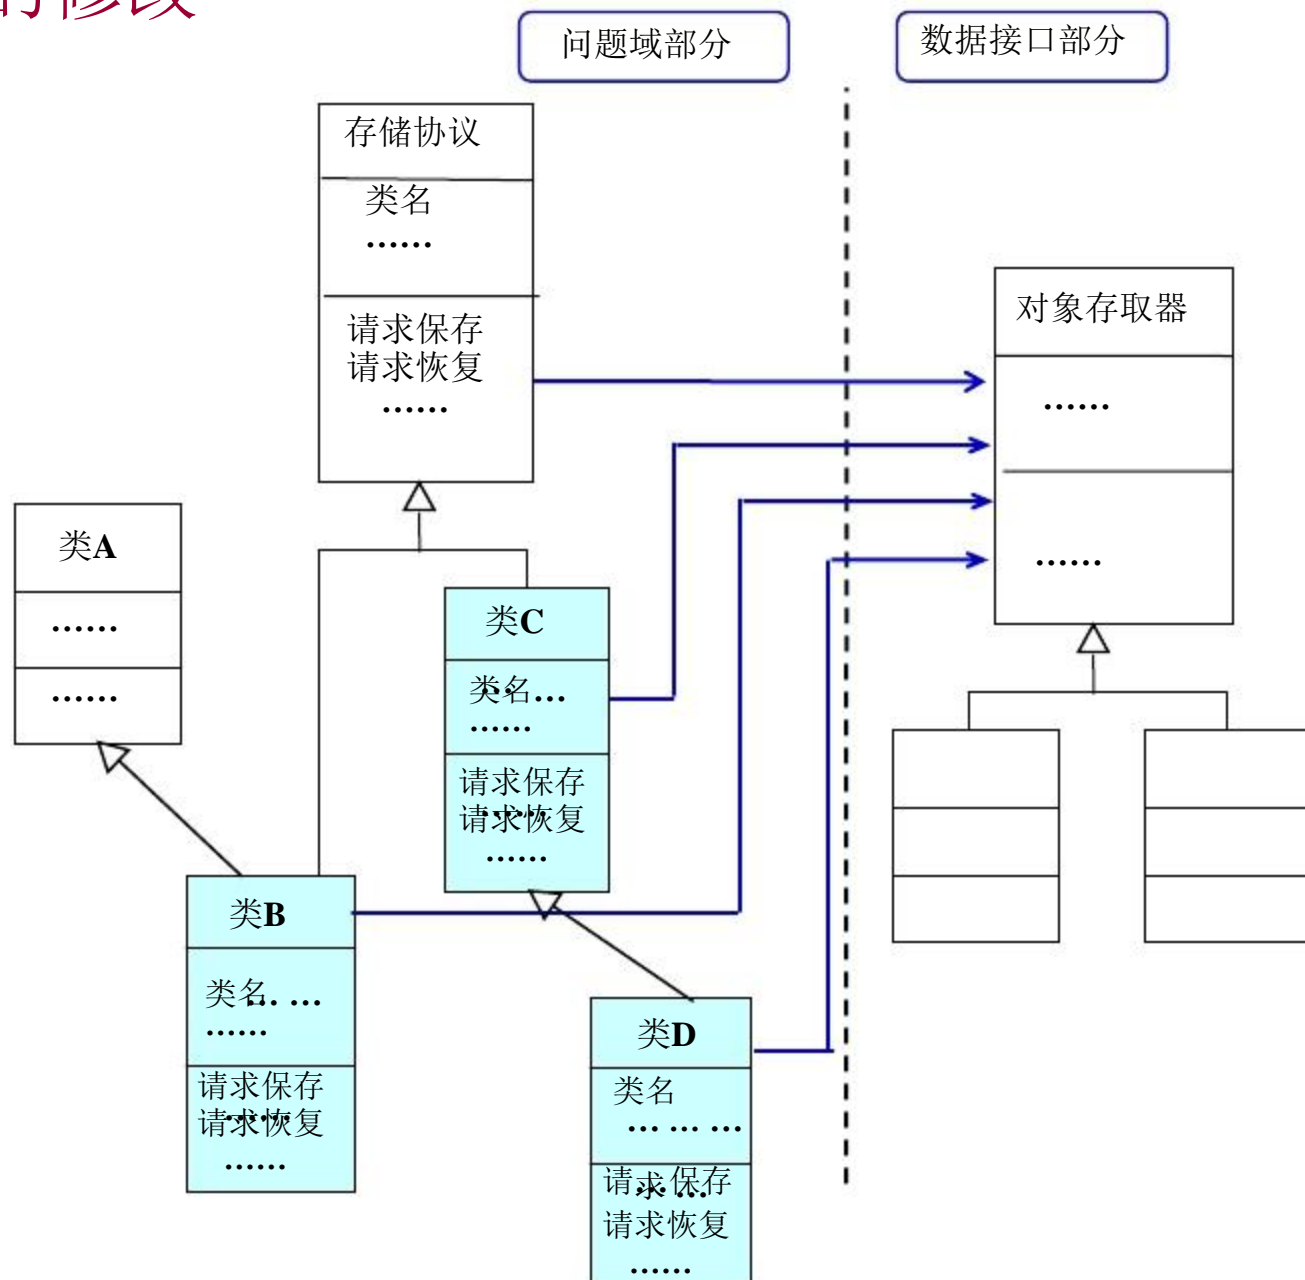 的修改
问题域部分
数据接口部分
存储协议
类名
……
请求保存
请求恢复
……
对象存取器
……
……
类A
……
……
类C
类名
……
请求保存
请求恢复
……
类B
类名
……
请求保存
请求恢复
……
类D
类名
… … …
请求保存
请求恢复
……